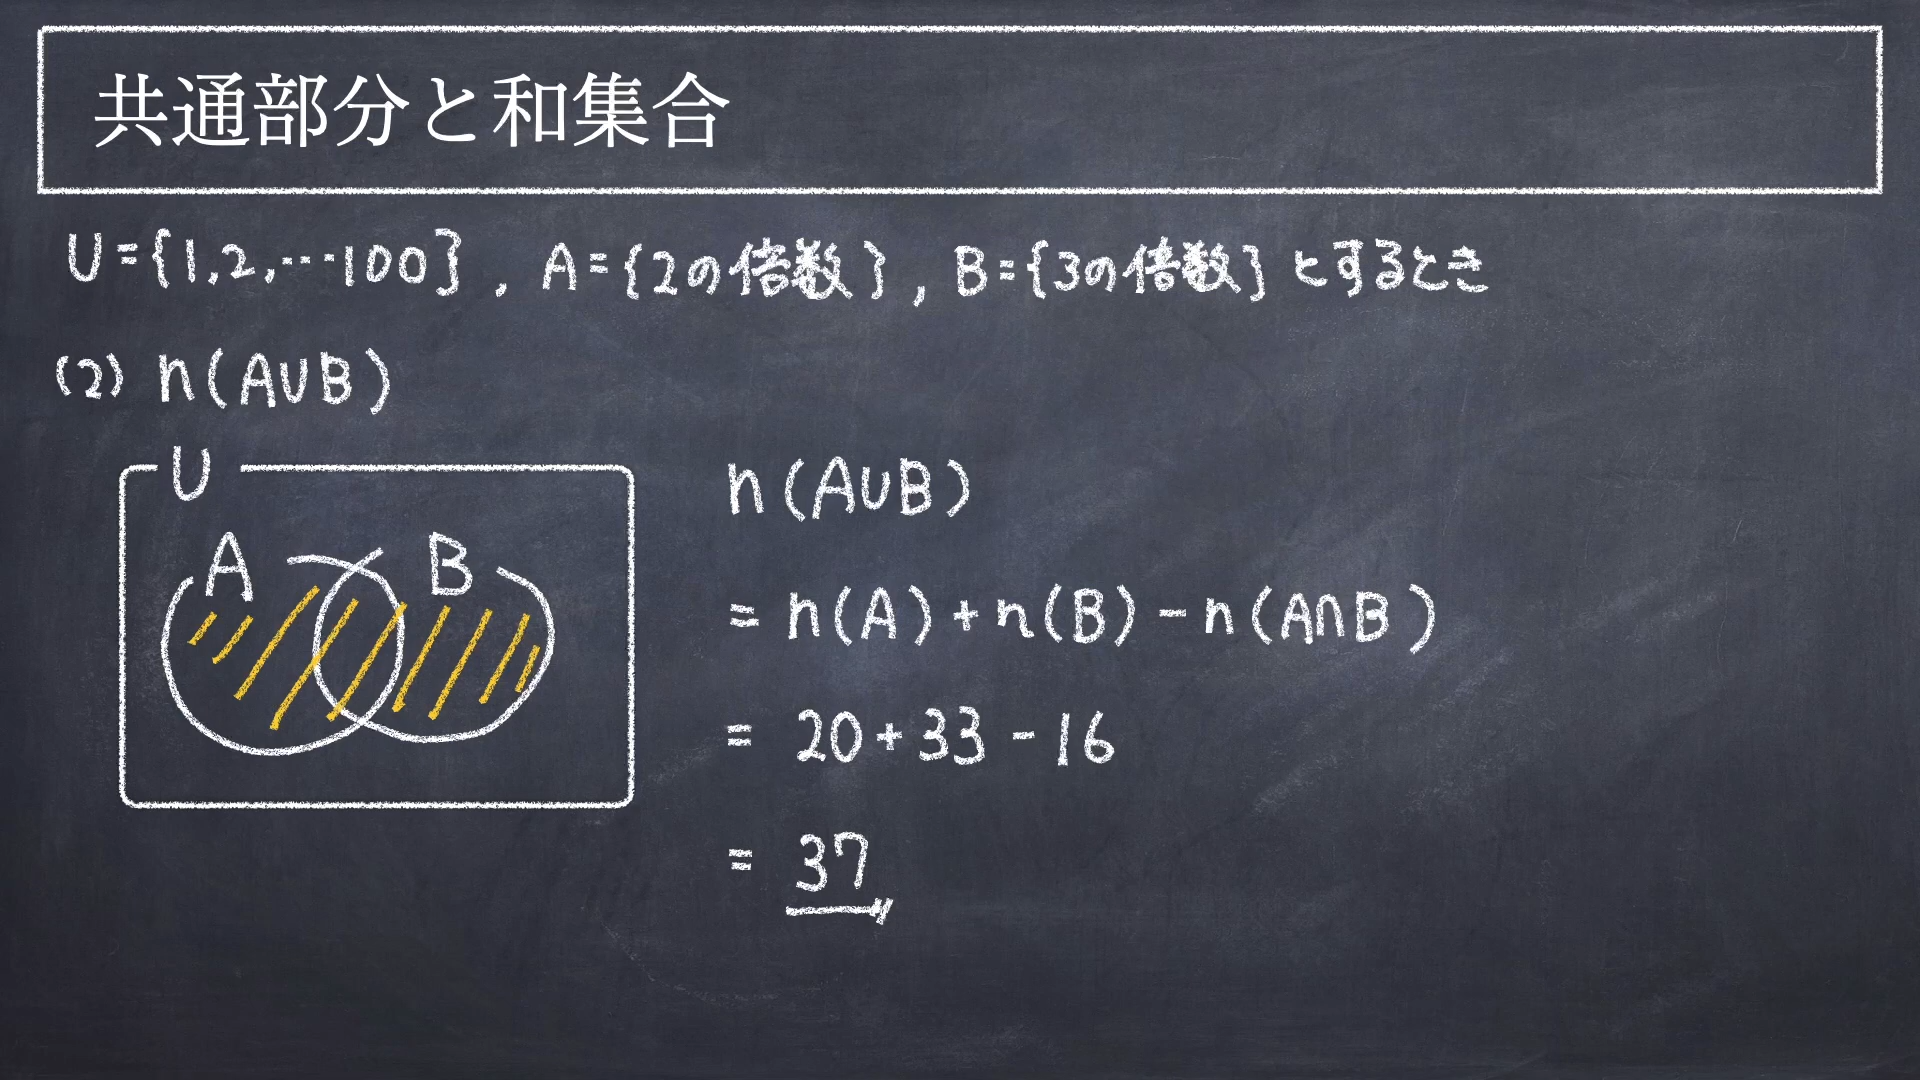 共通部分と和集合
U={1,2,…100}, A={2の倍数}, B={3の倍数}とするとき
(2) n(A∪B)
U
A B
n(A∪B)
= n(A)+n(B)-n(A∩B)
= 20+33-16
= 37